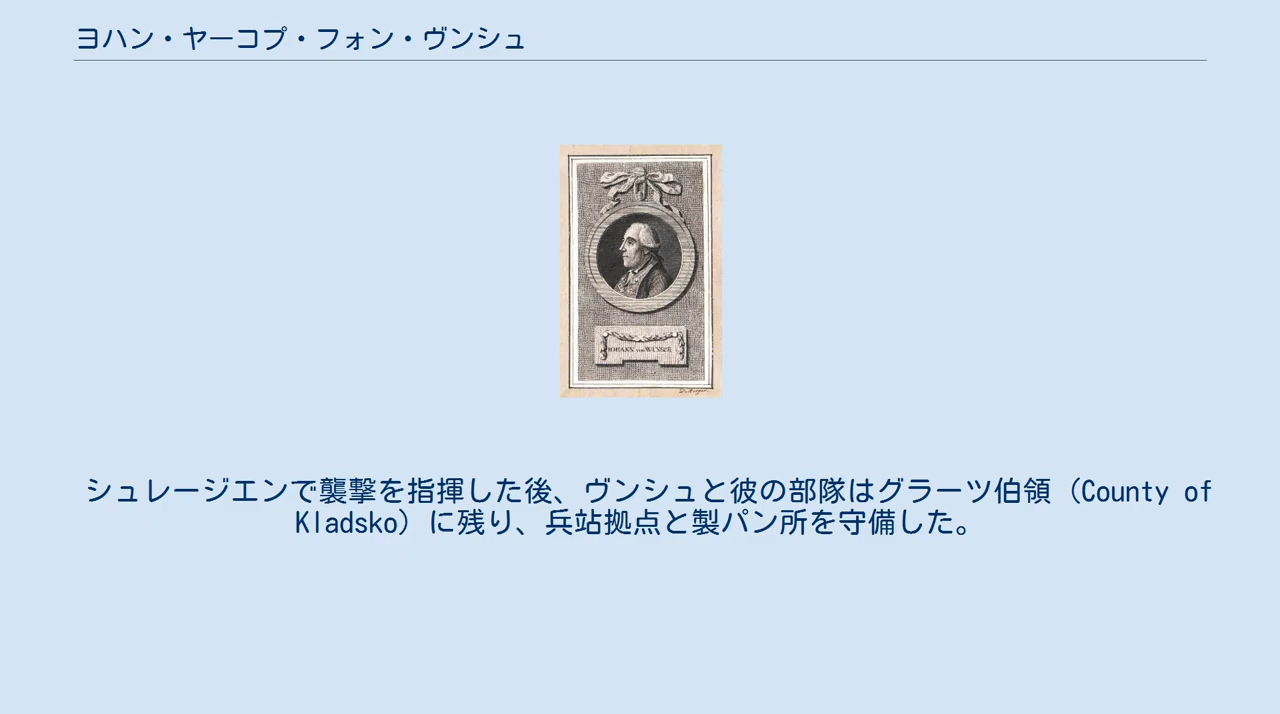 ヨハン・ヤーコプ・フォン・ヴンシュ
JOHANN von WUNSCH
シュレージエンで襲撃を指揮した後、ヴンシュと彼の部隊はグラーツ伯領（County of
Kladsko）に残り、兵站拠点と製パン所を守備した。